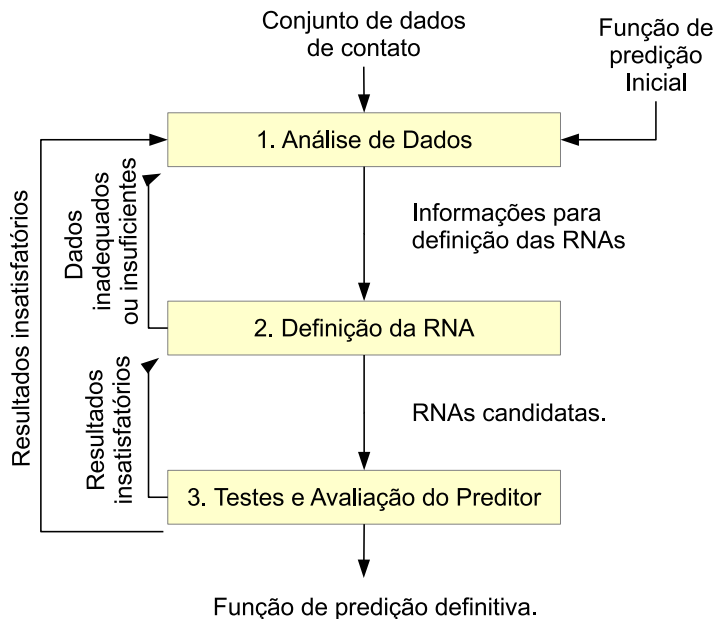 Conjunto de dados
de contato
Função de
predição
Inicial
1. Análise de Dados
Informações para
definição das RNAs
Dados
inadequados
ou insuficientes
2. Definição da RNA
Resultados insatisfatórios
Resultados
insatisfatórios
RNAs candidatas.
3. Testes e Avaliação do Preditor
Função de predição definitiva.